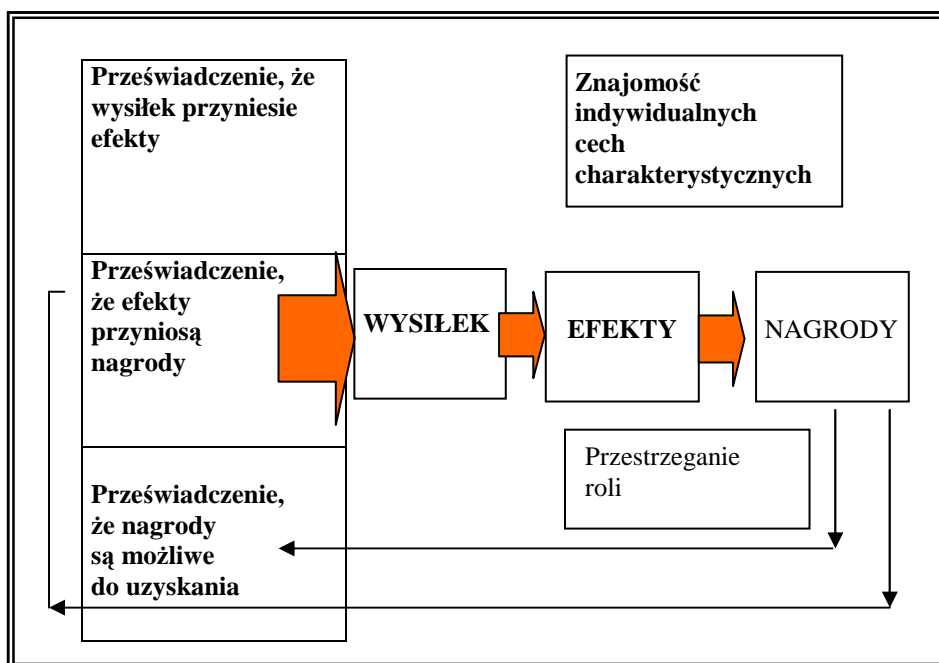 Przeświadczenie, że
wysiłek przyniesie
efekty
Znajomość
indywidualnych
cech
charakterystycznych
Przeświadczenie,
że efekty
przyniosą
nagrody
WYSIŁEK
EFEKTY
NAGRODY
Przestrzeganie
roli
Przeświadczenie,
że nagrody
są możliwe
do uzyskania